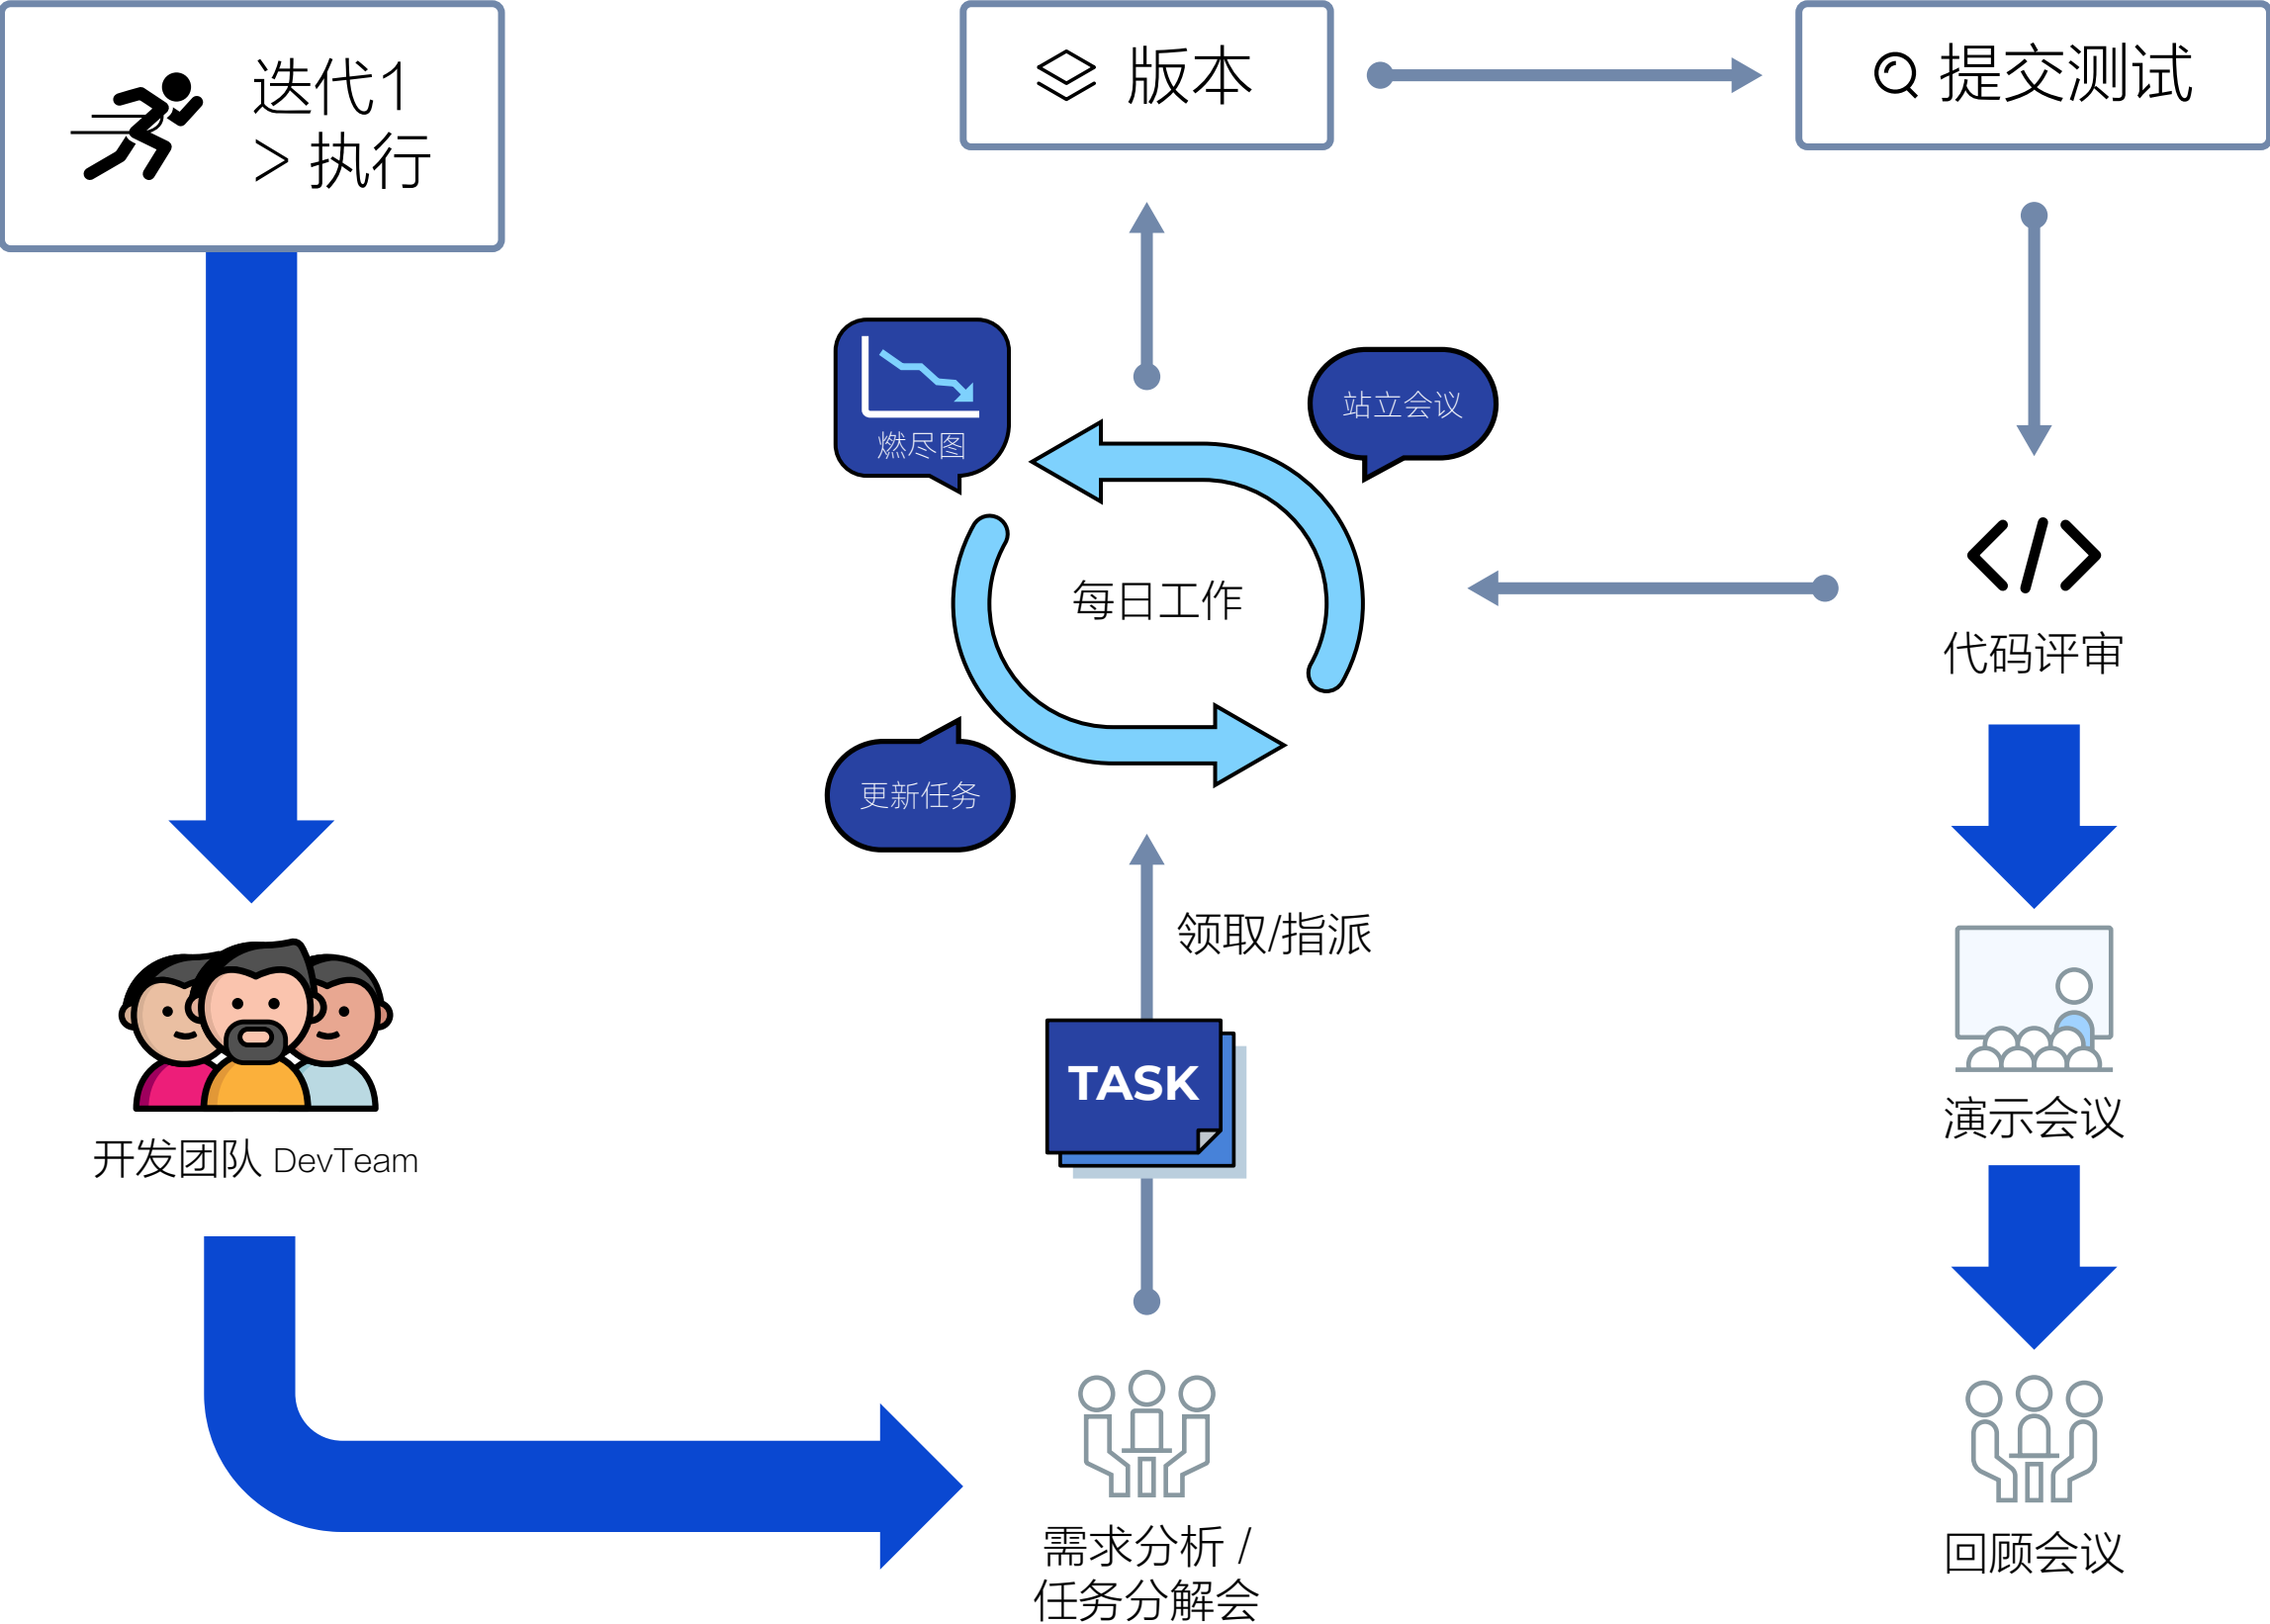 迭代1
> 执行
版本
提交测试
燃尽图
站立会议
每日工作
更新任务
代码评审
领取/指派
TASK
开发团队 DevTeam
演示会议
需求分析 /
任务分解会
回顾会议